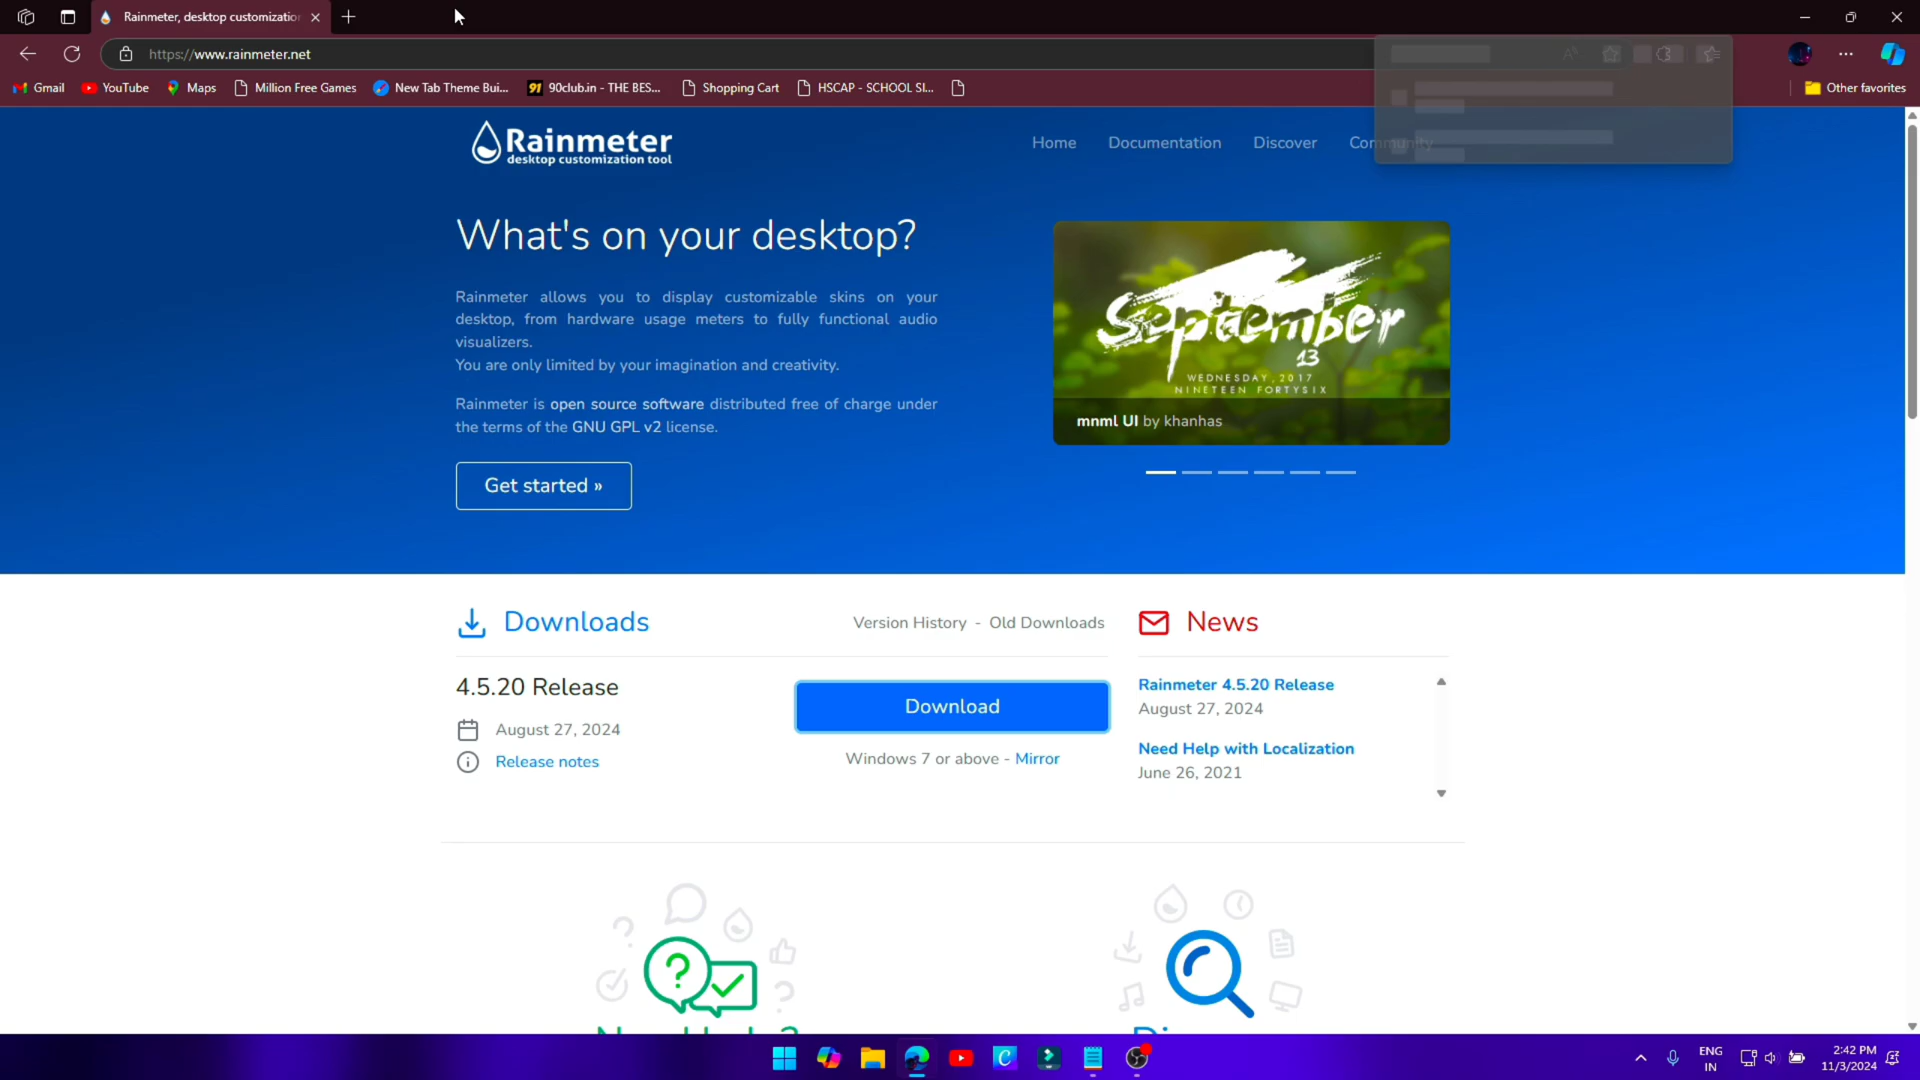 Rainmeter, desktop customization
https://www.rainmeter.net
Gmail
YouTube
Maps
Million Free Games
New Tab Theme Bui...
91
90club.in - THE BES...
Shopping Cart
HSCAP - SCHOOL SI...
Other favorites
Rainmeter
desktop customization tool
Home
Documentation
Discover
Community
What's on your desktop?
Rainmeter allows you to display customizable skins on your
desktop, from hardware usage meters to fully functional audio
visualizers.
You are only limited by your imagination and creativity.
Rainmeter is open source software distributed free of charge under
the terms of the GNU GPL v2 license.
Get started »
September
13
WEDNESDAY, 2017
NINETEEN FORTYSIX
mnml UI by khanhas
Downloads
Version History - Old Downloads
4.5.20 Release
August 27, 2024
Release notes
Download
Windows 7 or above - Mirror
News
Rainmeter 4.5.20 Release
August 27, 2024
Need Help with Localization
June 26, 2021
ENG
IN
2:42 PM
11/3/2024